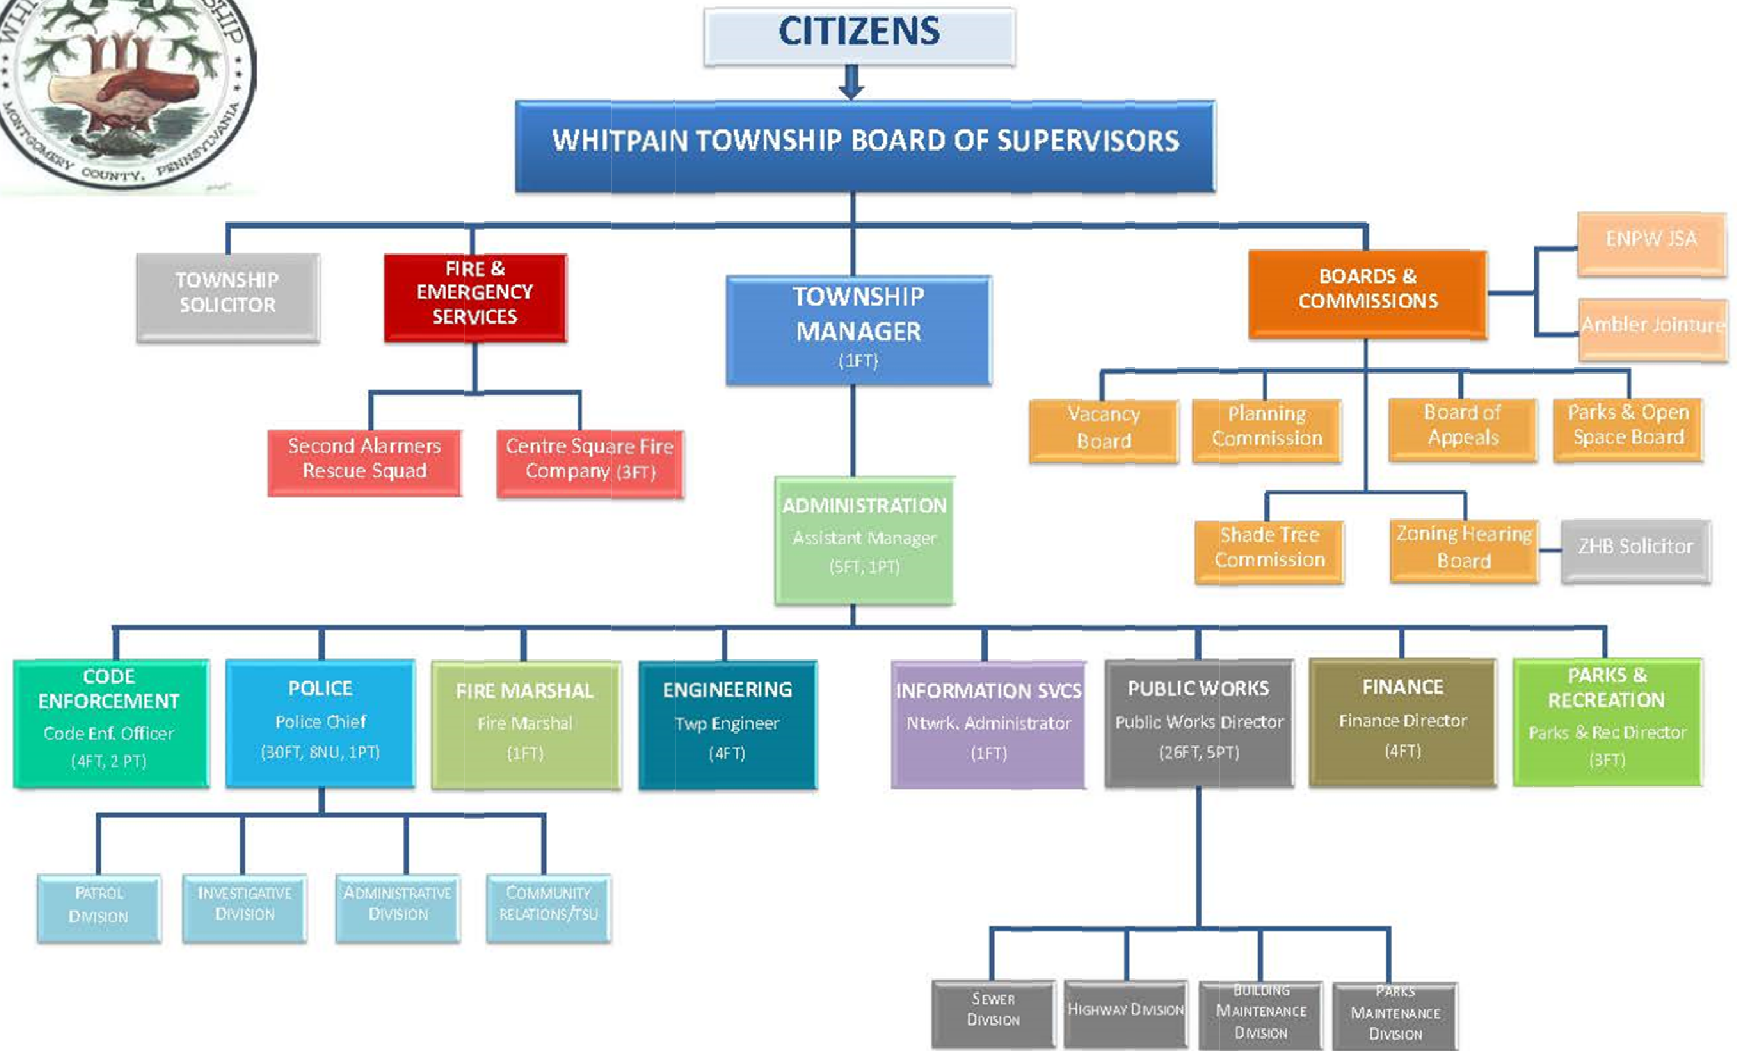 CITIZENS
WHITPAIN TOWNSHIP BOARD OF SUPERVISORS
MONTGOMERY COUNTY, PENNSYLVANIA
TOWNSHIP
SOLICITOR
FIRE &
EMERGENCY
SERVICES
TOWNSHIP
MANAGER
(1FT)
BOARDS &
COMMISSIONS
ENPW JSA
Ambler Jointure
Second Alarmers
Rescue Squad
Centre Square Fire
Company (3FT)
Vacancy
Board
Planning
Commission
Board of
Appeals
Parks & Open
Space Board
Shade Tree
Commission
Zoning Hearing
Board
ZHB Solicitor
ADMINISTRATION
Assistant Manager
(5FT, 1PT)
CODE
ENFORCEMENT
Code Enf. Officer
(4FT, 2 PT)
POLICE
Police Chief
(30FT, 8NU, 1PT)
FIRE MARSHAL
Fire Marshal
(1FT)
ENGINEERING
Twp Engineer
(4FT)
INFORMATION SVCS
Ntwrk. Administrator
(1FT)
PUBLIC WORKS
Public Works Director
(26FT, 5PT)
FINANCE
Finance Director
(4FT)
PARKS &
RECREATION
Parks & Rec Director
(3FT)
PATROL
DIVISION
INVESTIGATIVE
DIVISION
ADMINISTRATIVE
DIVISION
COMMUNITY
RELATIONS/TSU
SEWER
DIVISION
HIGHWAY DIVISION
BUILDING
MAINTENANCE
DIVISION
PARKS
MAINTENANCE
DIVISION